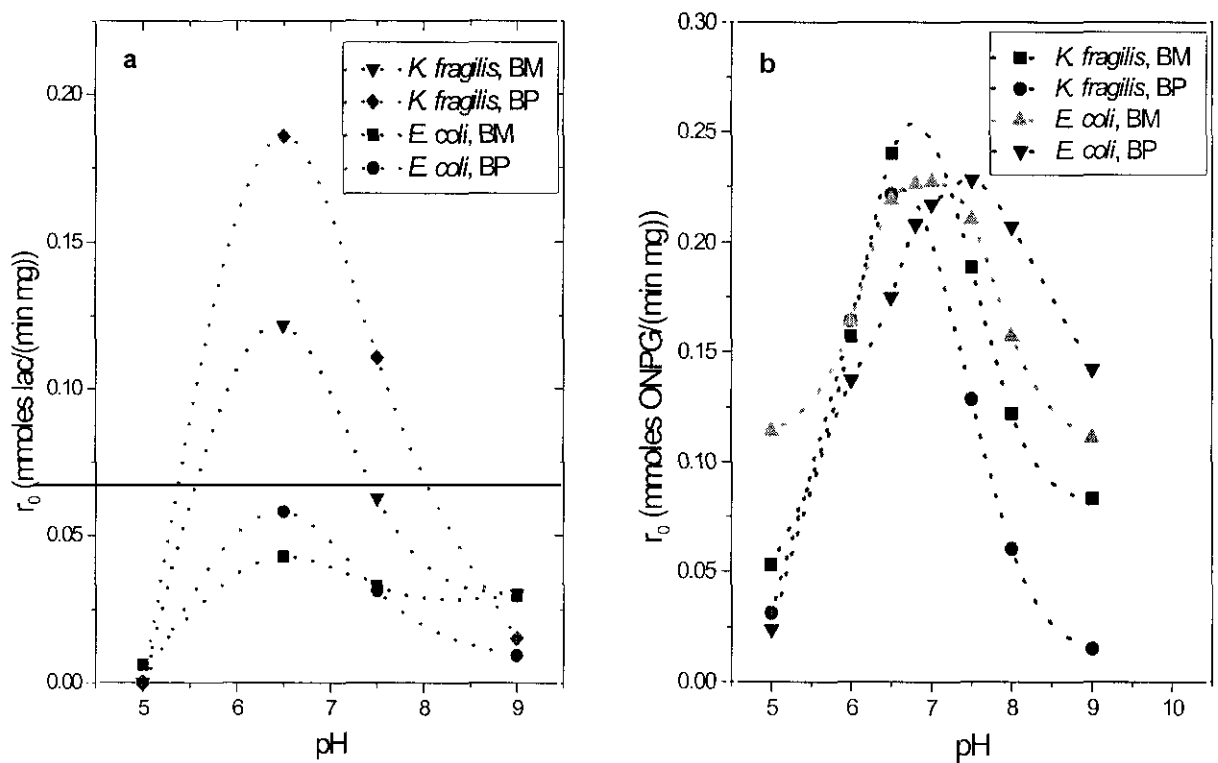 a
K. fragilis, BM
K. fragilis, BP
E. coli, BM
E. coli, BP
r₀ (mmoles lac/(min mg))
0.20
0.15
0.10
0.05
0.00
5
6
7
8
9
pH
b
K. fragilis, BM
K. fragilis, BP
E. coli, BM
E. coli, BP
r₀ (mmoles ONPG/(min mg))
0.30
0.25
0.20
0.15
0.10
0.05
0.00
5
6
7
8
9
10
pH